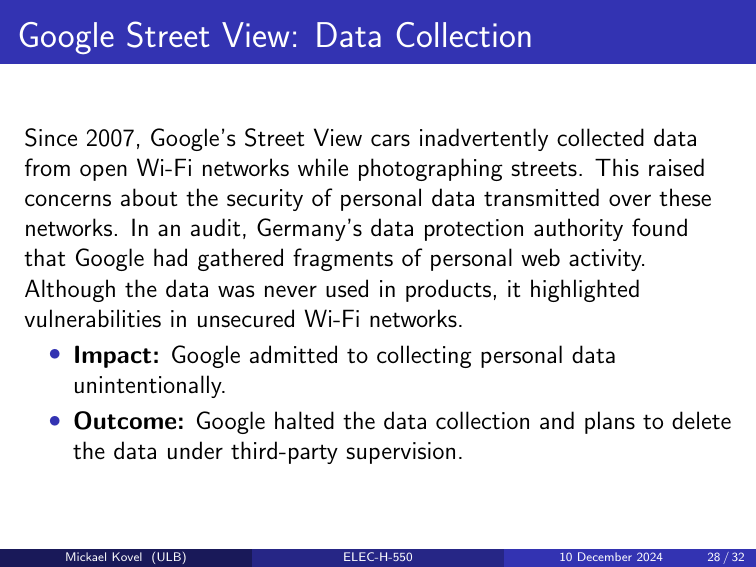 Google Street View: Data Collection
Since 2007, Google's Street View cars inadvertently collected data
from open Wi-Fi networks while photographing streets. This raised
concerns about the security of personal data transmitted over these
networks. In an audit, Germany's data protection authority found
that Google had gathered fragments of personal web activity.
Although the data was never used in products, it highlighted
vulnerabilities in unsecured Wi-Fi networks.
• Impact: Google admitted to collecting personal data
unintentionally.
• Outcome: Google halted the data collection and plans to delete
the data under third-party supervision.
Mickael Kovel (ULB) ELEC-H-550 10 December 2024 28 / 32